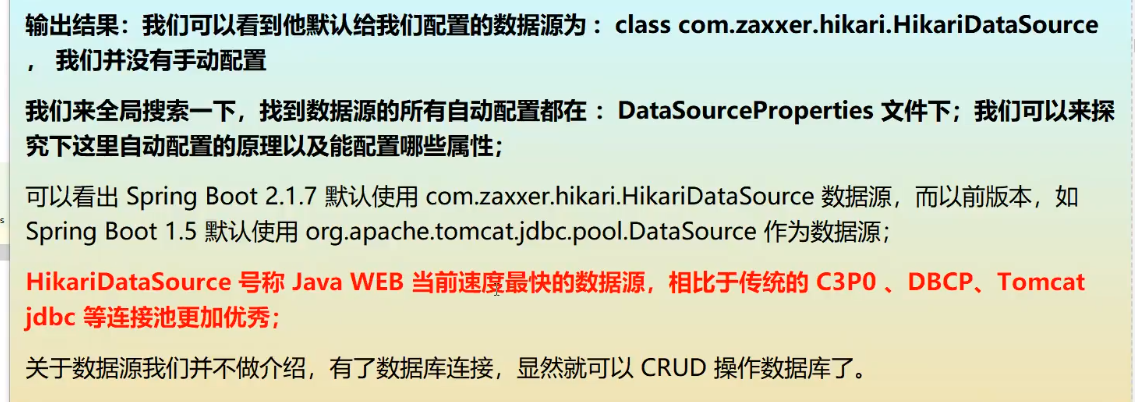 输出结果：我们可以看到他默认给我们配置的数据源为 ：class com.zaxxer.hikari.HikariDataSource
， 我们并没有手动配置
我们来全局搜索一下，找到数据源的所有自动配置都在 ：DataSourceProperties 文件下；我们可以来探
究下这里自动配置的原理以及能配置哪些属性；
可以看出 Spring Boot 2.1.7 默认使用 com.zaxxer.hikari.HikariDataSource 数据源，而以前版本，如
s
Spring Boot 1.5 默认使用 org.apache.tomcat.jdbc.pool.DataSource 作为数据源；
HikariDataSource 号称 Java WEB 当前速度最快的数据源，相比于传统的 C3P0 、DBCP、Tomcat
jdbc 等连接池更加优秀；
关于数据源我们并不做介绍，有了数据库连接，显然就可以 CRUD 操作数据库了。